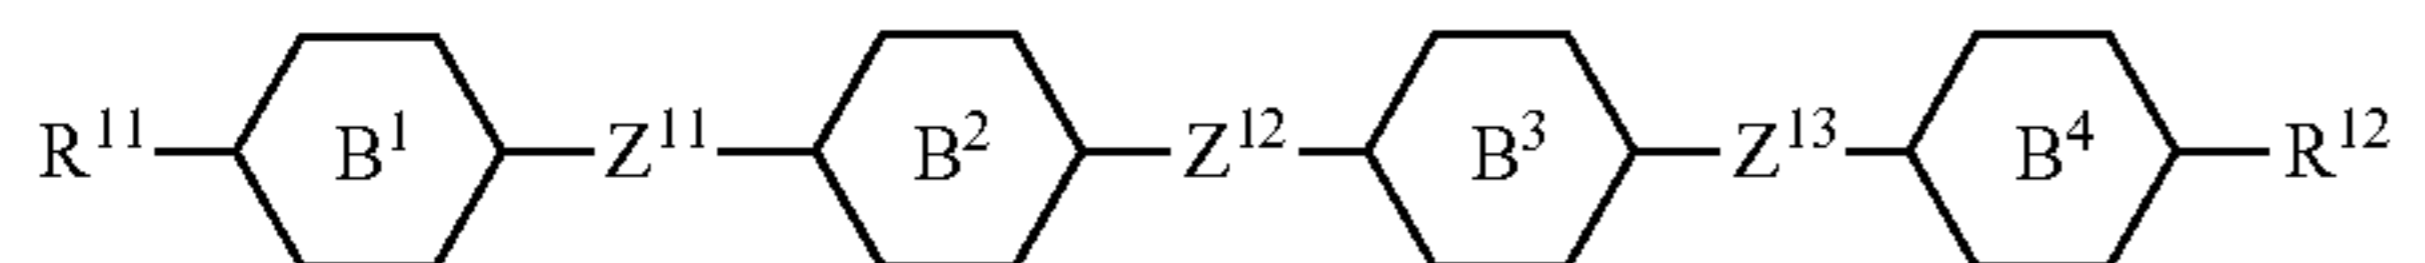 R¹¹ B¹ Z¹¹ B² Z¹² B³ Z¹³ B⁴ R¹²